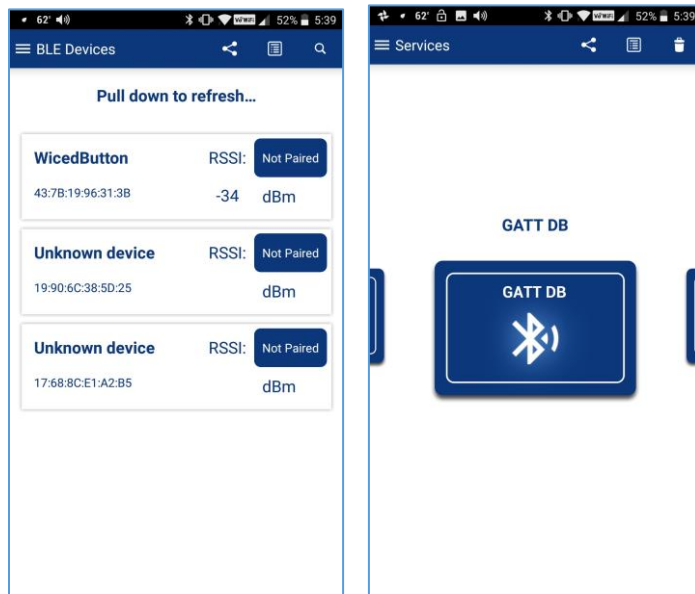 62° 52% 5:39
BLE Devices
Pull down to refresh...
WicedButton RSSI: Not Paired
43:7B:19:96:31:3B -34 dBm
Unknown device RSSI: Not Paired
19:90:6C:38:5D:25 dBm
Unknown device RSSI: Not Paired
17:68:8C:E1:A2:B5 dBm
62° 52% 5:39
Services
GATT DB
GATT DB